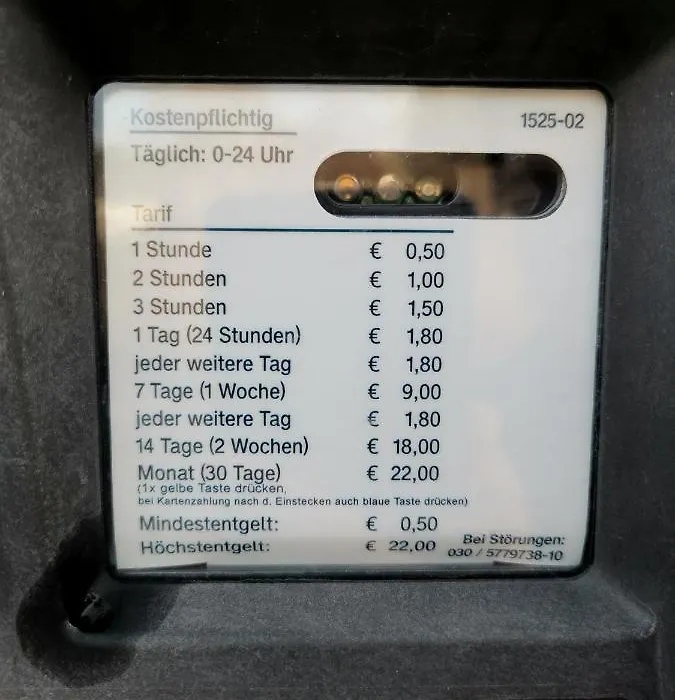 Kostenpflichtig 1525-02
Täglich: 0-24 Uhr
Tarif
1 Stunde € 0,50
2 Stunden € 1,00
3 Stunden € 1,50
1 Tag (24 Stunden) € 1,80
jeder weitere Tag € 1,80
7 Tage (1 Woche) € 9,00
jeder weitere Tag € 1,80
14 Tage (2 Wochen) € 18,00
Monat (30 Tage) € 22,00
(1x gelbe Taste drücken,
bei Kartenzahlung nach d. Einstecken auch blaue Taste drücken)
Mindestentgelt: € 0,50
Höchstentgelt: € 22,00
Bei Störungen:
030 / 5779738-10